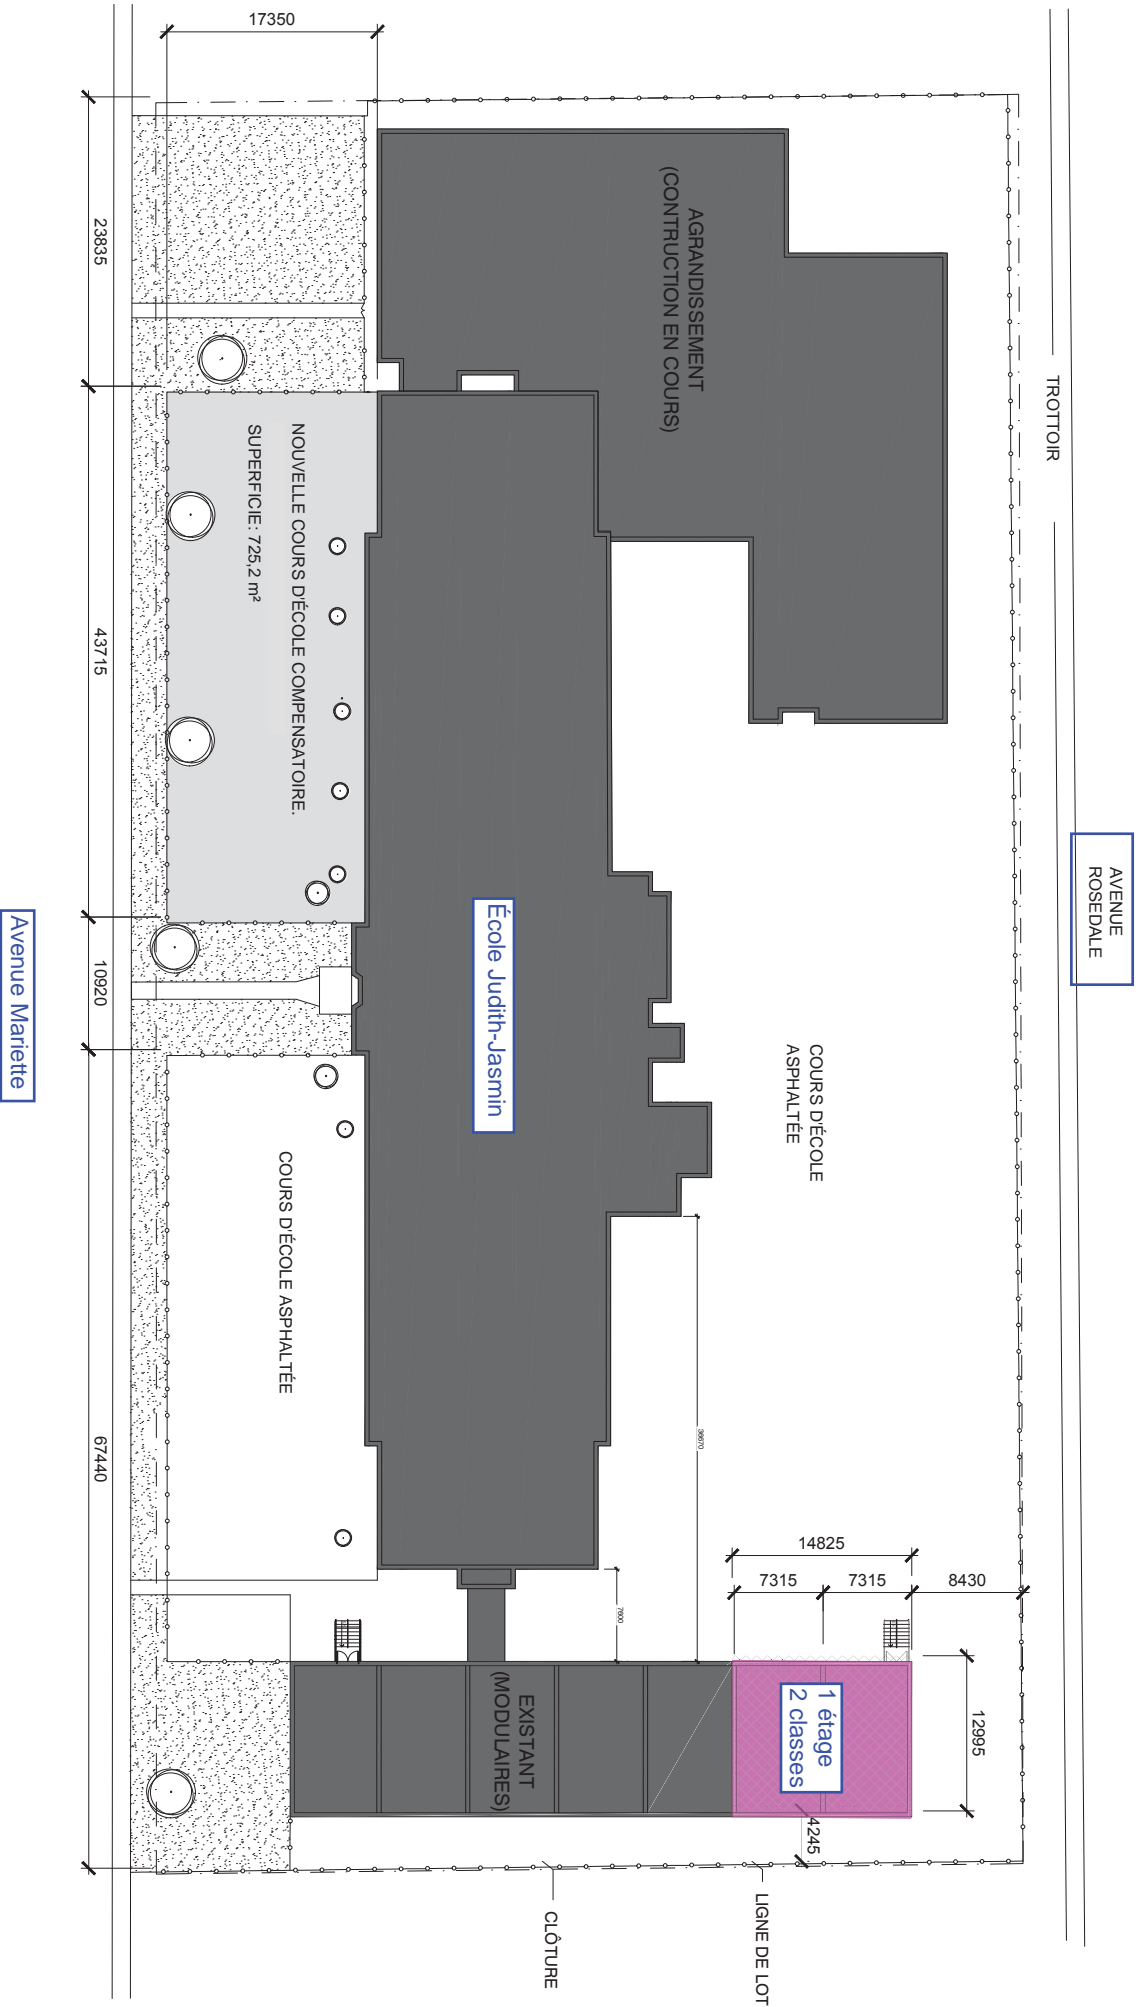 AVENUE
ROSEDALE
TROTTOIR
17350
23835
43715
10920
67440
AGRANDISSEMENT
(CONTRUCTION EN COURS)
NOUVELLE COURS D'ÉCOLE COMPENSATOIRE.
SUPERFICIE: 725,2 m²
École Judith-Jasmin
COURS D'ÉCOLE
ASPHALTÉE
COURS D'ÉCOLE ASPHALTÉE
36670
7600
14825
7315
7315
8430
12995
4245
1 étage
2 classes
EXISTANT
(MODULAIRES)
LIGNE DE LOT
CLÔTURE
Avenue Mariette